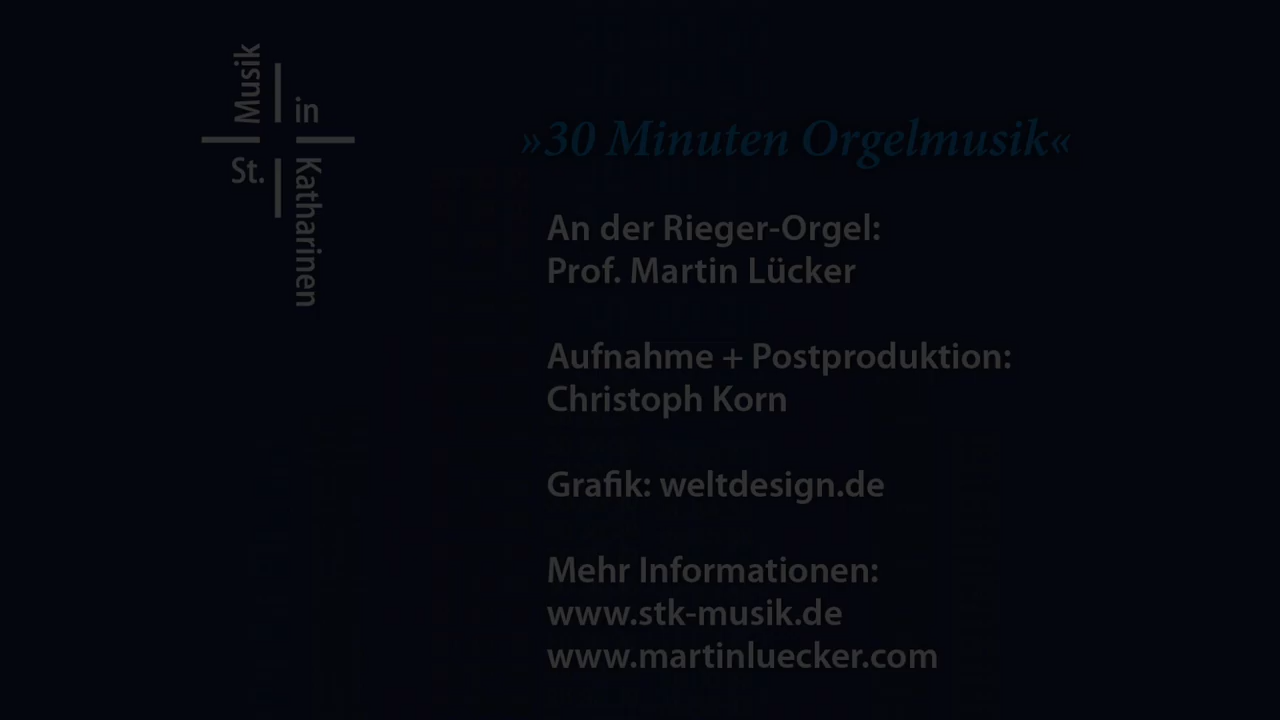 Musik
in
St.
Katharinen
»30 Minuten Orgelmusik«
An der Rieger-Orgel:
Prof. Martin Lücker
Aufnahme + Postproduktion:
Christoph Korn
Grafik: weltdesign.de
Mehr Informationen:
www.stk-musik.de
www.martinluecker.com